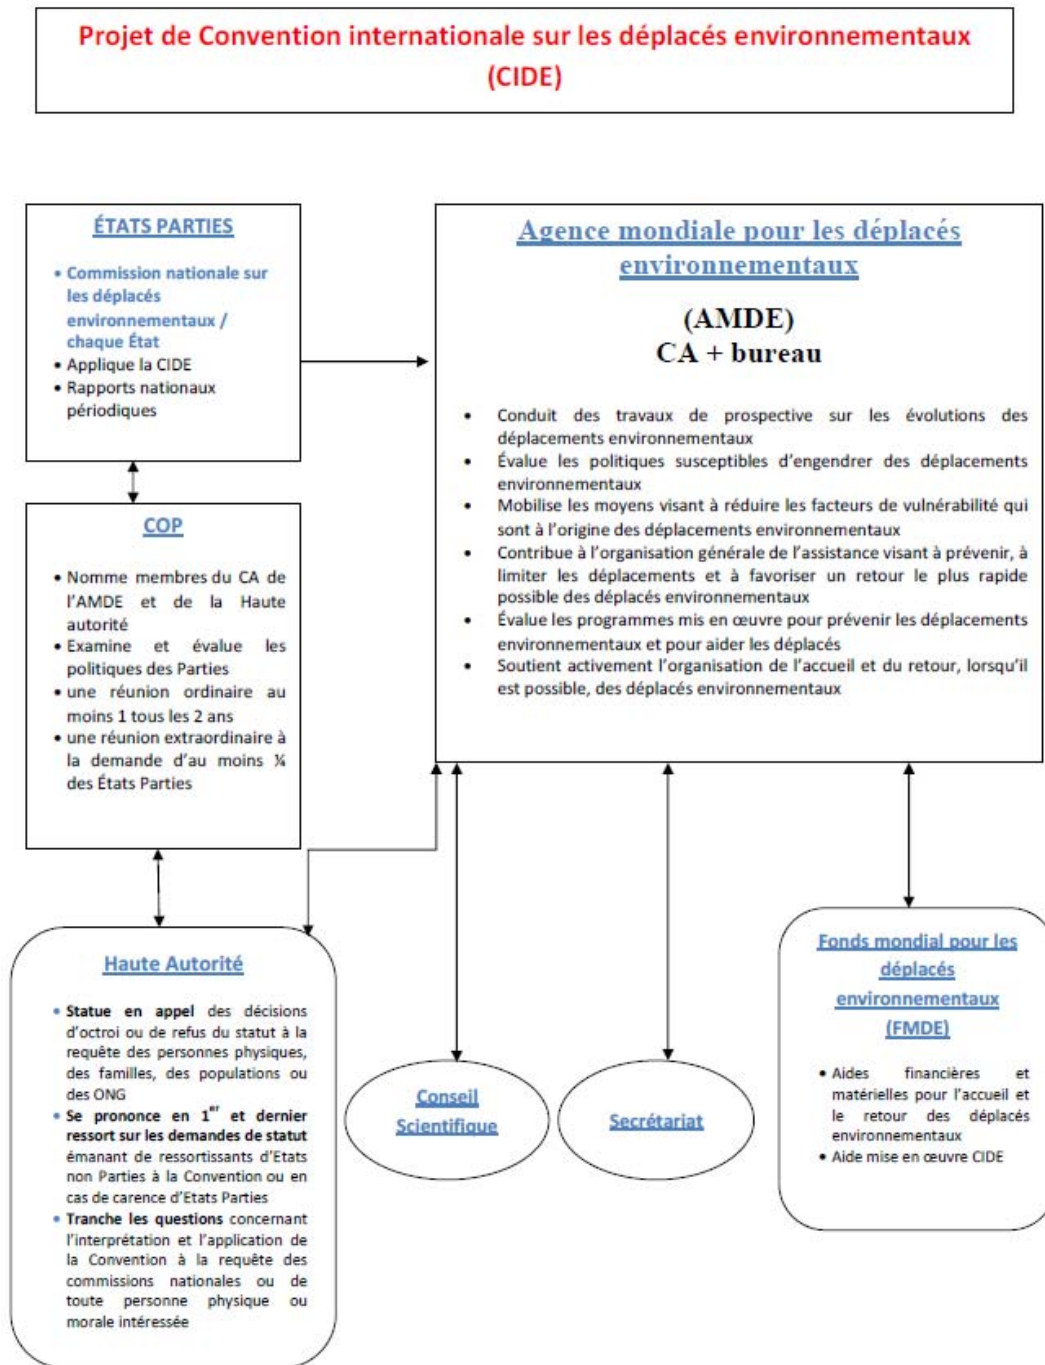 Projet de Convention internationale sur les déplacés environnementaux
(CIDE)
ÉTATS PARTIES
• Commission nationale sur
les déplacés
environnementaux /
chaque État
• Applique la CIDE
• Rapports nationaux
périodiques
COP
• Nomme membres du CA de
l'AMDE et de la Haute
autorité
• Examine et évalue les
politiques des Parties
• une réunion ordinaire au
moins 1 tous les 2 ans
• une réunion extraordinaire à
la demande d'au moins ¼
des États Parties
Agence mondiale pour les déplacés
environnementaux
(AMDE)
CA + bureau
• Conduit des travaux de prospective sur les évolutions des
déplacements environnementaux
• Évalue les politiques susceptibles d'engendrer des déplacements
environnementaux
• Mobilise les moyens visant à réduire les facteurs de vulnérabilité qui
sont à l'origine des déplacements environnementaux
• Contribue à l'organisation générale de l'assistance visant à prévenir, à
limiter les déplacements et à favoriser un retour le plus rapide
possible des déplacés environnementaux
• Évalue les programmes mis en œuvre pour prévenir les déplacements
environnementaux et pour aider les déplacés
• Soutient activement l'organisation de l'accueil et du retour, lorsqu'il
est possible, des déplacés environnementaux
Haute Autorité
• Statue en appel des décisions
d'octroi ou de refus du statut à la
requête des personnes physiques,
des familles, des populations ou
des ONG
• Se prononce en 1er et dernier
ressort sur les demandes de statut
émanant de ressortissants d'Etats
non Parties à la Convention ou en
cas de carence d'Etats Parties
• Tranche les questions concernant
l'interprétation et l'application de
la Convention à la requête des
commissions nationales ou de
toute personne physique ou
morale intéressée
Conseil
Scientifique
Secrétariat
Fonds mondial pour les
déplacés
environnementaux
(FMDE)
• Aides financières et
matérielles pour l'accueil et
le retour des déplacés
environnementaux
• Aide mise en œuvre CIDE